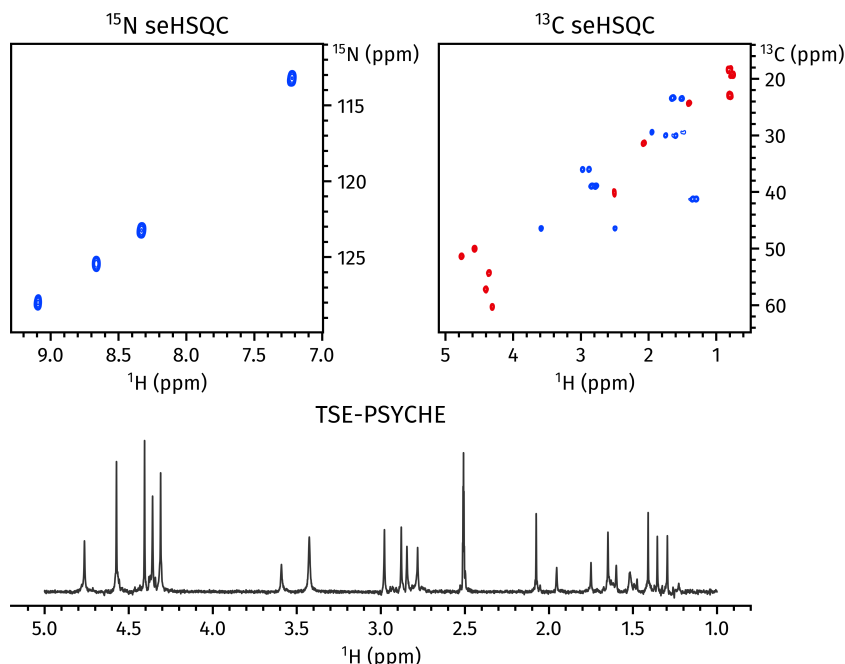 ¹⁵N seHSQC
¹⁵N (ppm)
115
120
125
9.0 8.5 8.0 7.5 7.0
¹H (ppm)
¹³C seHSQC
¹³C (ppm)
20
30
40
50
60
5 4 3 2 1
¹H (ppm)
TSE-PSYCHE
5.0 4.5 4.0 3.5 3.0 2.5 2.0 1.5 1.0
¹H (ppm)